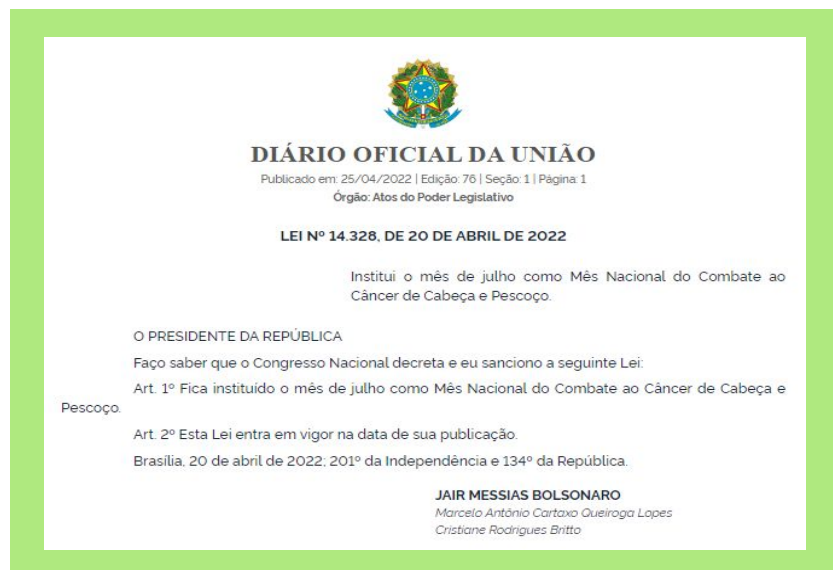 DIÁRIO OFICIAL DA UNIÃO
Publicado em: 25/04/2022 | Edição: 76 | Seção: 1 | Página: 1
Órgão: Atos do Poder Legislativo
LEI Nº 14.328, DE 20 DE ABRIL DE 2022
Institui o mês de julho como Mês Nacional do Combate ao
Câncer de Cabeça e Pescoço.
O PRESIDENTE DA REPÚBLICA
Faço saber que o Congresso Nacional decreta e eu sanciono a seguinte Lei:
Art. 1º Fica instituído o mês de julho como Mês Nacional do Combate ao Câncer de Cabeça e
Pescoço.
Art. 2º Esta Lei entra em vigor na data de sua publicação.
Brasília, 20 de abril de 2022; 201º da Independência e 134º da República.
JAIR MESSIAS BOLSONARO
Marcelo Antônio Cartaxo Queiroga Lopes
Cristiane Rodrigues Britto